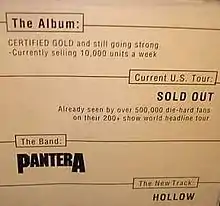 The Album:
CERTIFIED GOLD and still going strong
-Currently selling 10,000 units a week
Current U.S. Tour:
SOLD OUT
Already seen by over 500,000 die-hard fans
on their 200+ show world headline tour
The Band:
PANTERA
The New Track:
HOLLOW